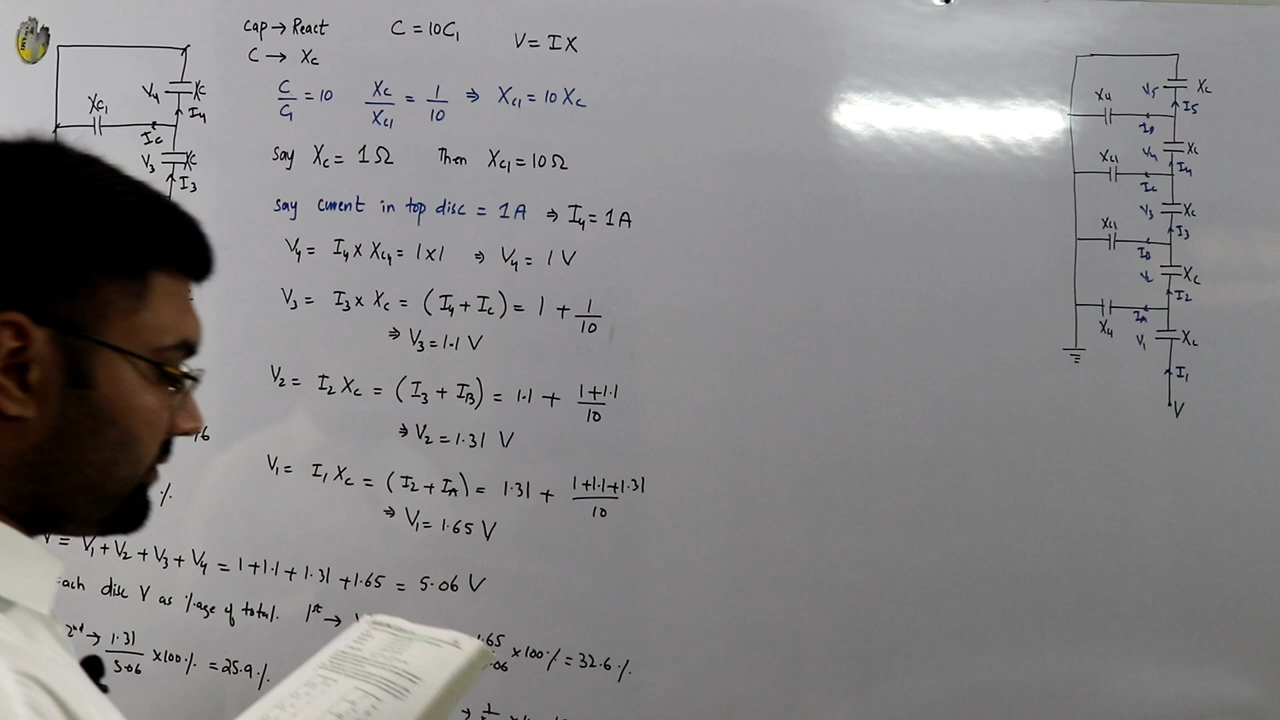 cap → React C = 10C₁ V = IX
C → Xc
C/C₁ = 10 Xc/Xc₁ = 1/10 ⇒ Xc₁ = 10 Xc
Say Xc = 1Ω Then Xc₁ = 10Ω
say current in top disc = 1A ⇒ I₄ = 1A
V₄ = I₄ x Xc₄ = 1x1 ⇒ V₄ = 1V
V₃ = I₃ x Xc = (I₄ + Ic) = 1 + 1/10
⇒ V₃ = 1.1 V
V₂ = I₂ Xc = (I₃ + IB) = 1.1 + 1+1.1/10
⇒ V₂ = 1.31 V
V₁ = I₁ Xc = (I₂ + IA) = 1.31 + 1+1.1+1.31/10
⇒ V₁ = 1.65 V
V = V₁ + V₂ + V₃ + V₄ = 1+1.1+1.31+1.65 = 5.06 V
each disc V as %age of total. 1st →
x100% = 32.6%
2nd → 1.31/5.06 x100% = 25.9%
V₄ Xc
Xc₁ I₄
Ic
V₃ Xc
I₃
V₅ Xc
X₄ I₅
ID
V₄ Xc
Xc₁ I₄
Ic
V₃ Xc
Xc₁ I₃
IB
V₂ Xc
I₂
X₄ IA
V₁ Xc
I₁
V